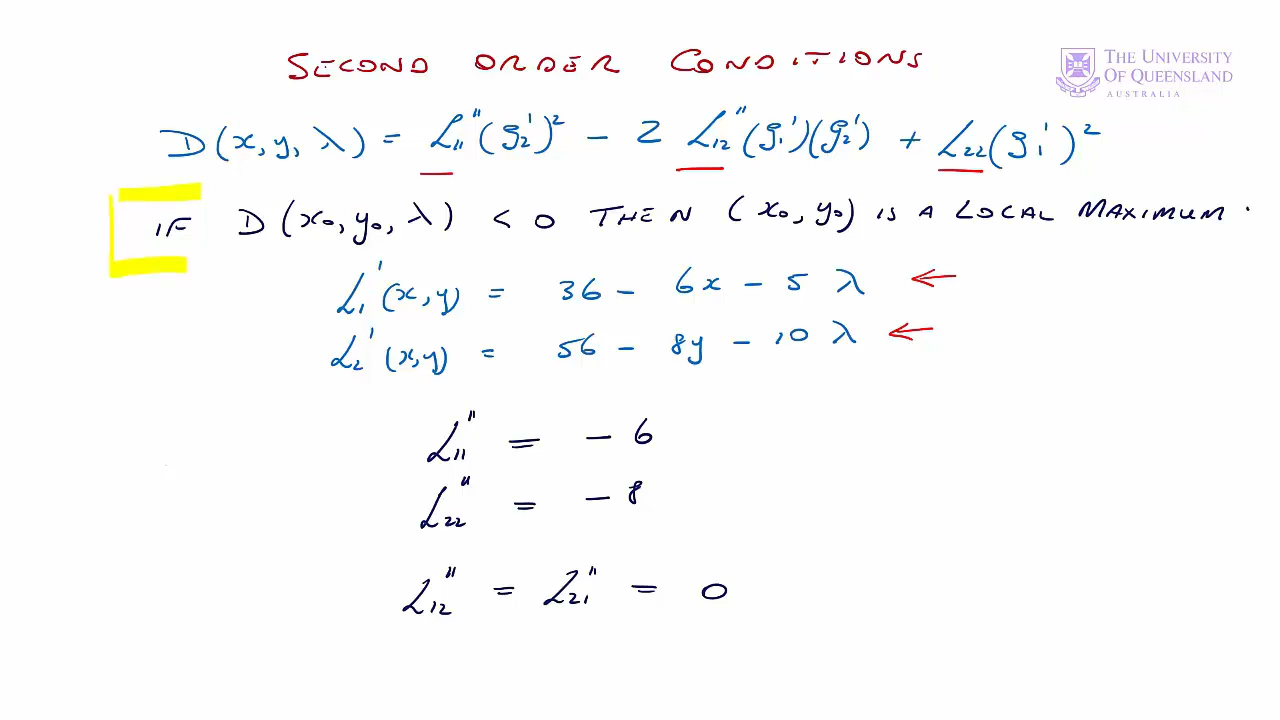 SECOND ORDER CONDITIONS
THE UNIVERSITY
OF QUEENSLAND
AUSTRALIA
D(x, y, λ) = L₁₁''(g₂')² - 2 L₁₂''(g₁')(g₂') + L₂₂(g₁')²
IF D(x₀, y₀, λ) < 0 THEN (x₀, y₀) IS A LOCAL MAXIMUM.
L₁'(x,y) = 36 - 6x - 5 λ ←
L₂'(x,y) = 56 - 8y - 10 λ ←
L₁₁'' = - 6
L₂₂'' = - 8
L₁₂'' = L₂₁'' = 0